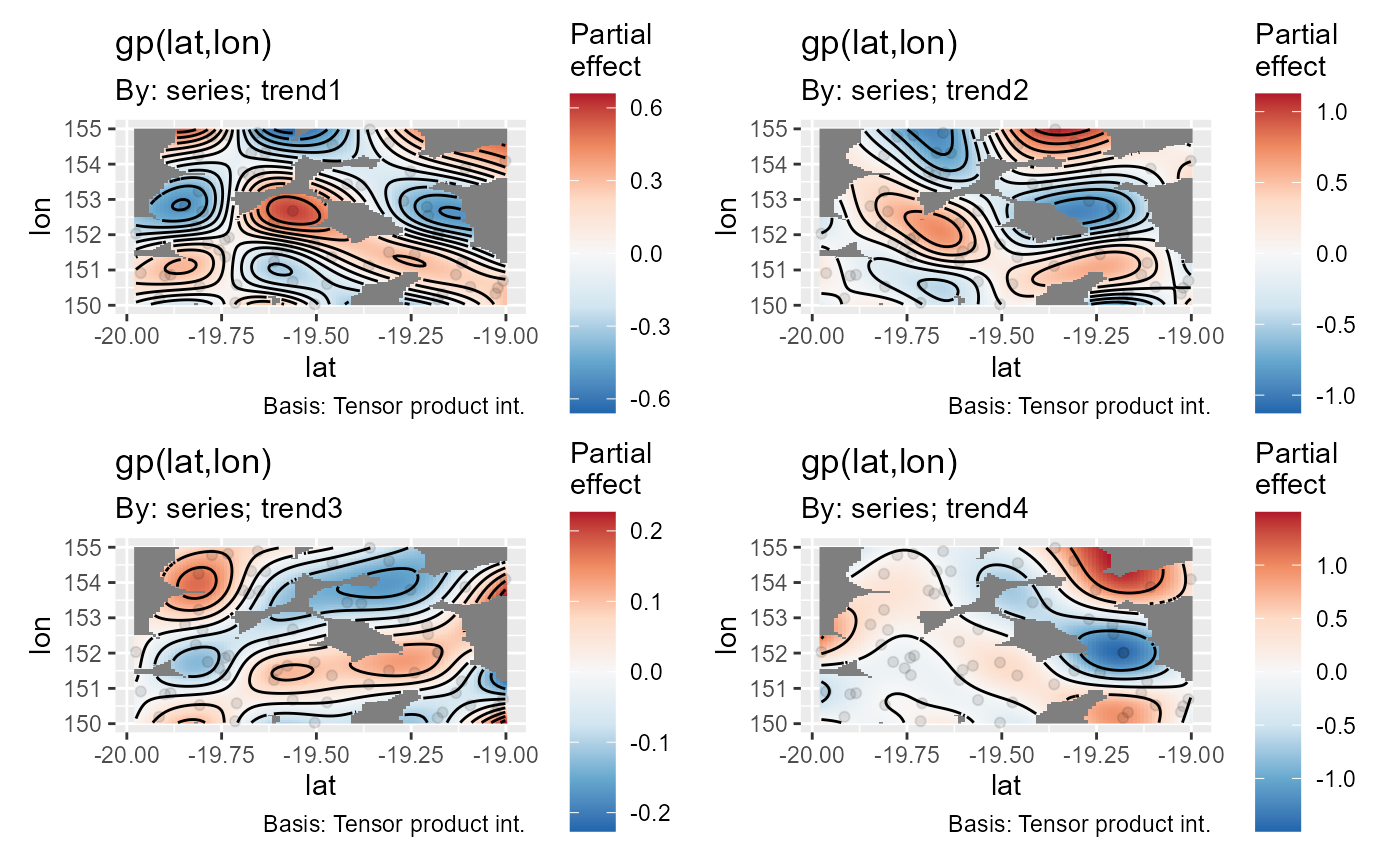 gp(lat,lon)
By: series; trend1
Partial
effect
0.6
0.3
0.0
-0.3
-0.6
155
154
153
152
151
150
lon
-20.00 -19.75 -19.50 -19.25 -19.00
lat
Basis: Tensor product int.
gp(lat,lon)
By: series; trend2
Partial
effect
1.0
0.5
0.0
-0.5
-1.0
155
154
153
152
151
150
lon
-20.00 -19.75 -19.50 -19.25 -19.00
lat
Basis: Tensor product int.
gp(lat,lon)
By: series; trend3
Partial
effect
0.2
0.1
0.0
-0.1
-0.2
155
154
153
152
151
150
lon
-20.00 -19.75 -19.50 -19.25 -19.00
lat
Basis: Tensor product int.
gp(lat,lon)
By: series; trend4
Partial
effect
1.0
0.5
0.0
-0.5
-1.0
155
154
153
152
151
150
lon
-20.00 -19.75 -19.50 -19.25 -19.00
lat
Basis: Tensor product int.